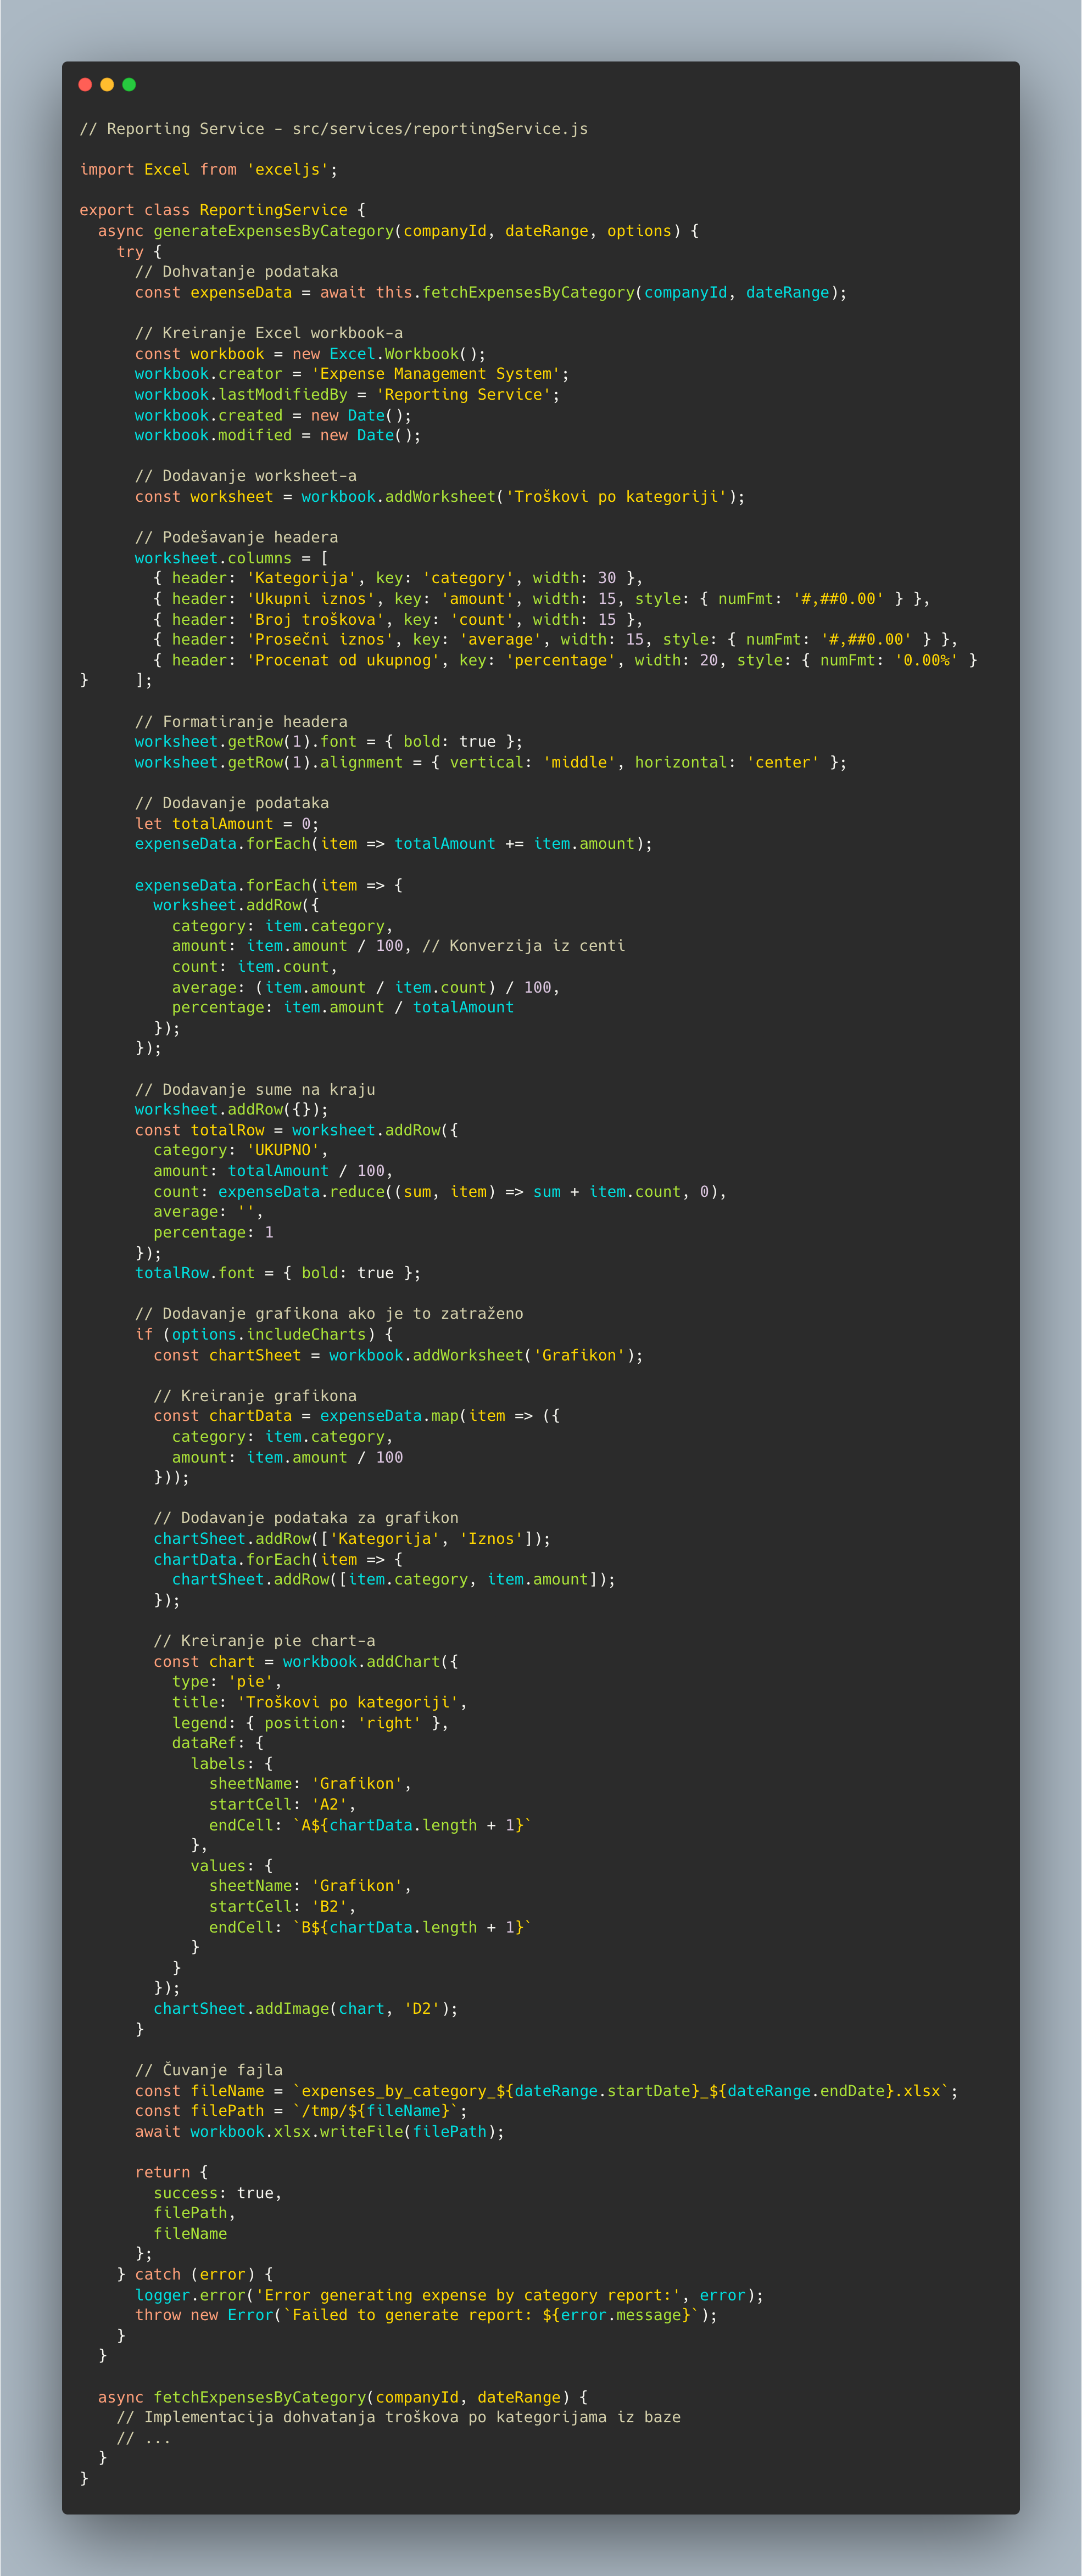 // Reporting Service - src/services/reportingService.js

import Excel from 'exceljs';

export class ReportingService {
  async generateExpensesByCategory(companyId, dateRange, options) {
    try {
      // Dohvatanje podataka
      const expenseData = await this.fetchExpensesByCategory(companyId, dateRange);

      // Kreiranje Excel workbook-a
      const workbook = new Excel.Workbook();
      workbook.creator = 'Expense Management System';
      workbook.lastModifiedBy = 'Reporting Service';
      workbook.created = new Date();
      workbook.modified = new Date();

      // Dodavanje worksheet-a
      const worksheet = workbook.addWorksheet('Troškovi po kategoriji');

      // Podešavanje headera
      worksheet.columns = [
        { header: 'Kategorija', key: 'category', width: 30 },
        { header: 'Ukupni iznos', key: 'amount', width: 15, style: { numFmt: '#,##0.00' } },
        { header: 'Broj troškova', key: 'count', width: 15 },
        { header: 'Prosečni iznos', key: 'average', width: 15, style: { numFmt: '#,##0.00' } },
        { header: 'Procenat od ukupnog', key: 'percentage', width: 20, style: { numFmt: '0.00%' }
}     ];

      // Formatiranje headera
      worksheet.getRow(1).font = { bold: true };
      worksheet.getRow(1).alignment = { vertical: 'middle', horizontal: 'center' };

      // Dodavanje podataka
      let totalAmount = 0;
      expenseData.forEach(item => totalAmount += item.amount);

      expenseData.forEach(item => {
        worksheet.addRow({
          category: item.category,
          amount: item.amount / 100, // Konverzija iz centi
          count: item.count,
          average: (item.amount / item.count) / 100,
          percentage: item.amount / totalAmount
        });
      });

      // Dodavanje sume na kraju
      worksheet.addRow({});
      const totalRow = worksheet.addRow({
        category: 'UKUPNO',
        amount: totalAmount / 100,
        count: expenseData.reduce((sum, item) => sum + item.count, 0),
        average: '',
        percentage: 1
      });
      totalRow.font = { bold: true };

      // Dodavanje grafikona ako je to zatraženo
      if (options.includeCharts) {
        const chartSheet = workbook.addWorksheet('Grafikon');

        // Kreiranje grafikona
        const chartData = expenseData.map(item => ({
          category: item.category,
          amount: item.amount / 100
        }));

        // Dodavanje podataka za grafikon
        chartSheet.addRow(['Kategorija', 'Iznos']);
        chartData.forEach(item => {
          chartSheet.addRow([item.category, item.amount]);
        });

        // Kreiranje pie chart-a
        const chart = workbook.addChart({
          type: 'pie',
          title: 'Troškovi po kategoriji',
          legend: { position: 'right' },
          dataRef: {
            labels: {
              sheetName: 'Grafikon',
              startCell: 'A2',
              endCell: `A${chartData.length + 1}`
            },
            values: {
              sheetName: 'Grafikon',
              startCell: 'B2',
              endCell: `B${chartData.length + 1}`
            }
          }
        });
        chartSheet.addImage(chart, 'D2');
      }

      // Čuvanje fajla
      const fileName = `expenses_by_category_${dateRange.startDate}_${dateRange.endDate}.xlsx`;
      const filePath = `/tmp/${fileName}`;
      await workbook.xlsx.writeFile(filePath);

      return {
        success: true,
        filePath,
        fileName
      };
    } catch (error) {
      logger.error('Error generating expense by category report:', error);
      throw new Error(`Failed to generate report: ${error.message}`);
    }
  }

  async fetchExpensesByCategory(companyId, dateRange) {
    // Implementacija dohvatanja troškova po kategorijama iz baze
    // ...
  }
}